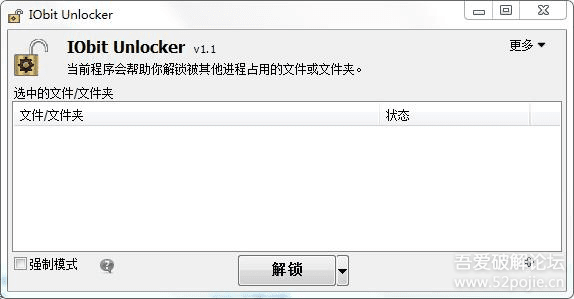 IObit Unlocker
IObit Unlocker v1.1
更多
当前程序会帮助你解锁被其他进程占用的文件或文件夹。
选中的文件/文件夹
文件/文件夹 状态
强制模式 ?
解锁
吾爱破解论坛
www.52pojie.cn